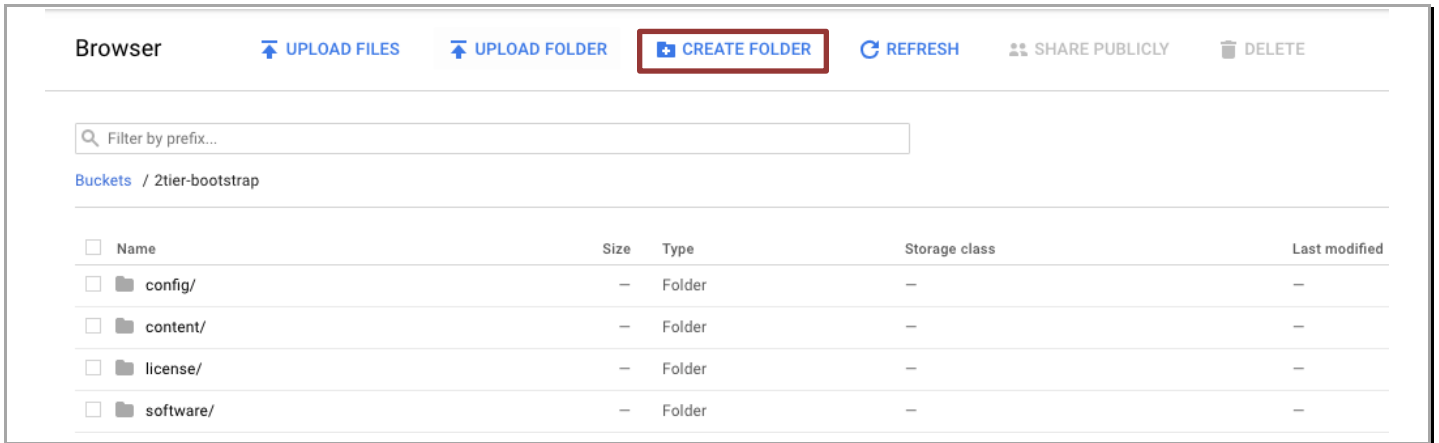 Browser UPLOAD FILES UPLOAD FOLDER CREATE FOLDER REFRESH SHARE PUBLICLY DELETE
Filter by prefix...
Buckets / 2tier-bootstrap
Name Size Type Storage class Last modified
config/ — Folder — —
content/ — Folder — —
license/ — Folder — —
software/ — Folder — —